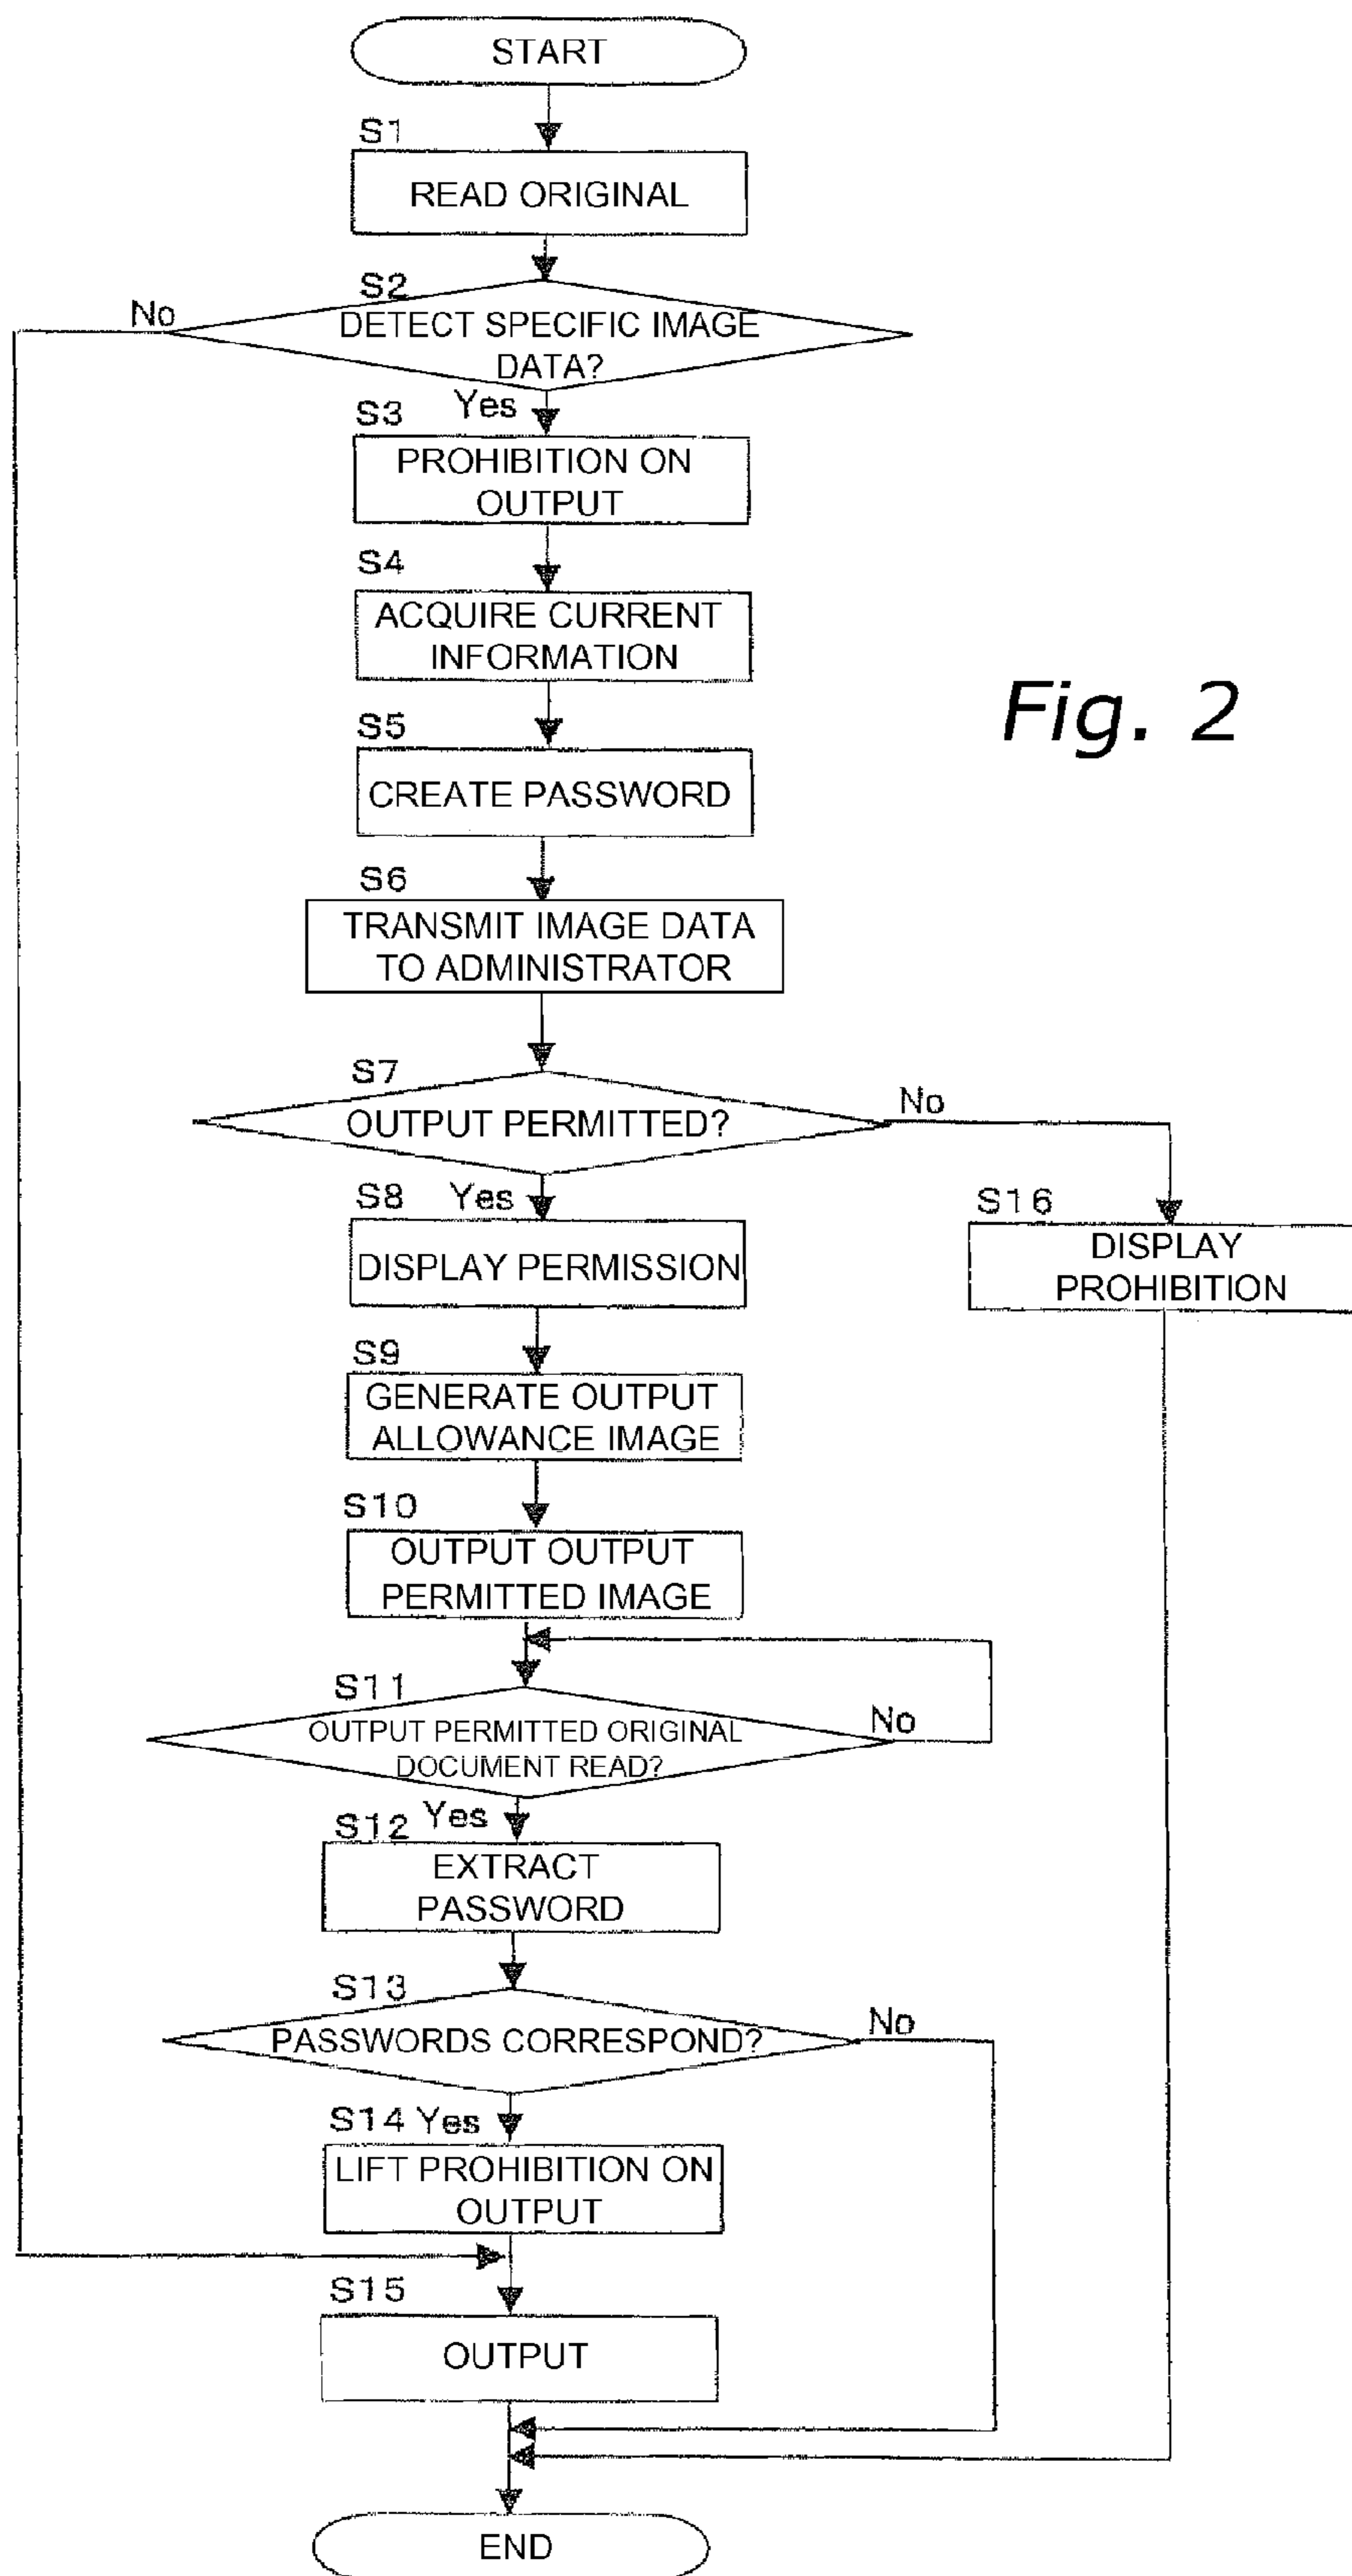 START
S1
READ ORIGINAL
S2
No
DETECT SPECIFIC IMAGE
DATA?
Yes
S3
PROHIBITION ON
OUTPUT
S4
ACQUIRE CURRENT
INFORMATION
Fig. 2
S5
CREATE PASSWORD
S6
TRANSMIT IMAGE DATA
TO ADMINISTRATOR
S7
OUTPUT PERMITTED?
No
S8
Yes
DISPLAY PERMISSION
S16
DISPLAY
PROHIBITION
S9
GENERATE OUTPUT
ALLOWANCE IMAGE
S10
OUTPUT OUTPUT
PERMITTED IMAGE
S11
OUTPUT PERMITTED ORIGINAL
DOCUMENT READ?
No
S12
Yes
EXTRACT
PASSWORD
S13
PASSWORDS CORRESPOND?
No
S14
Yes
LIFT PROHIBITION ON
OUTPUT
S15
OUTPUT
END